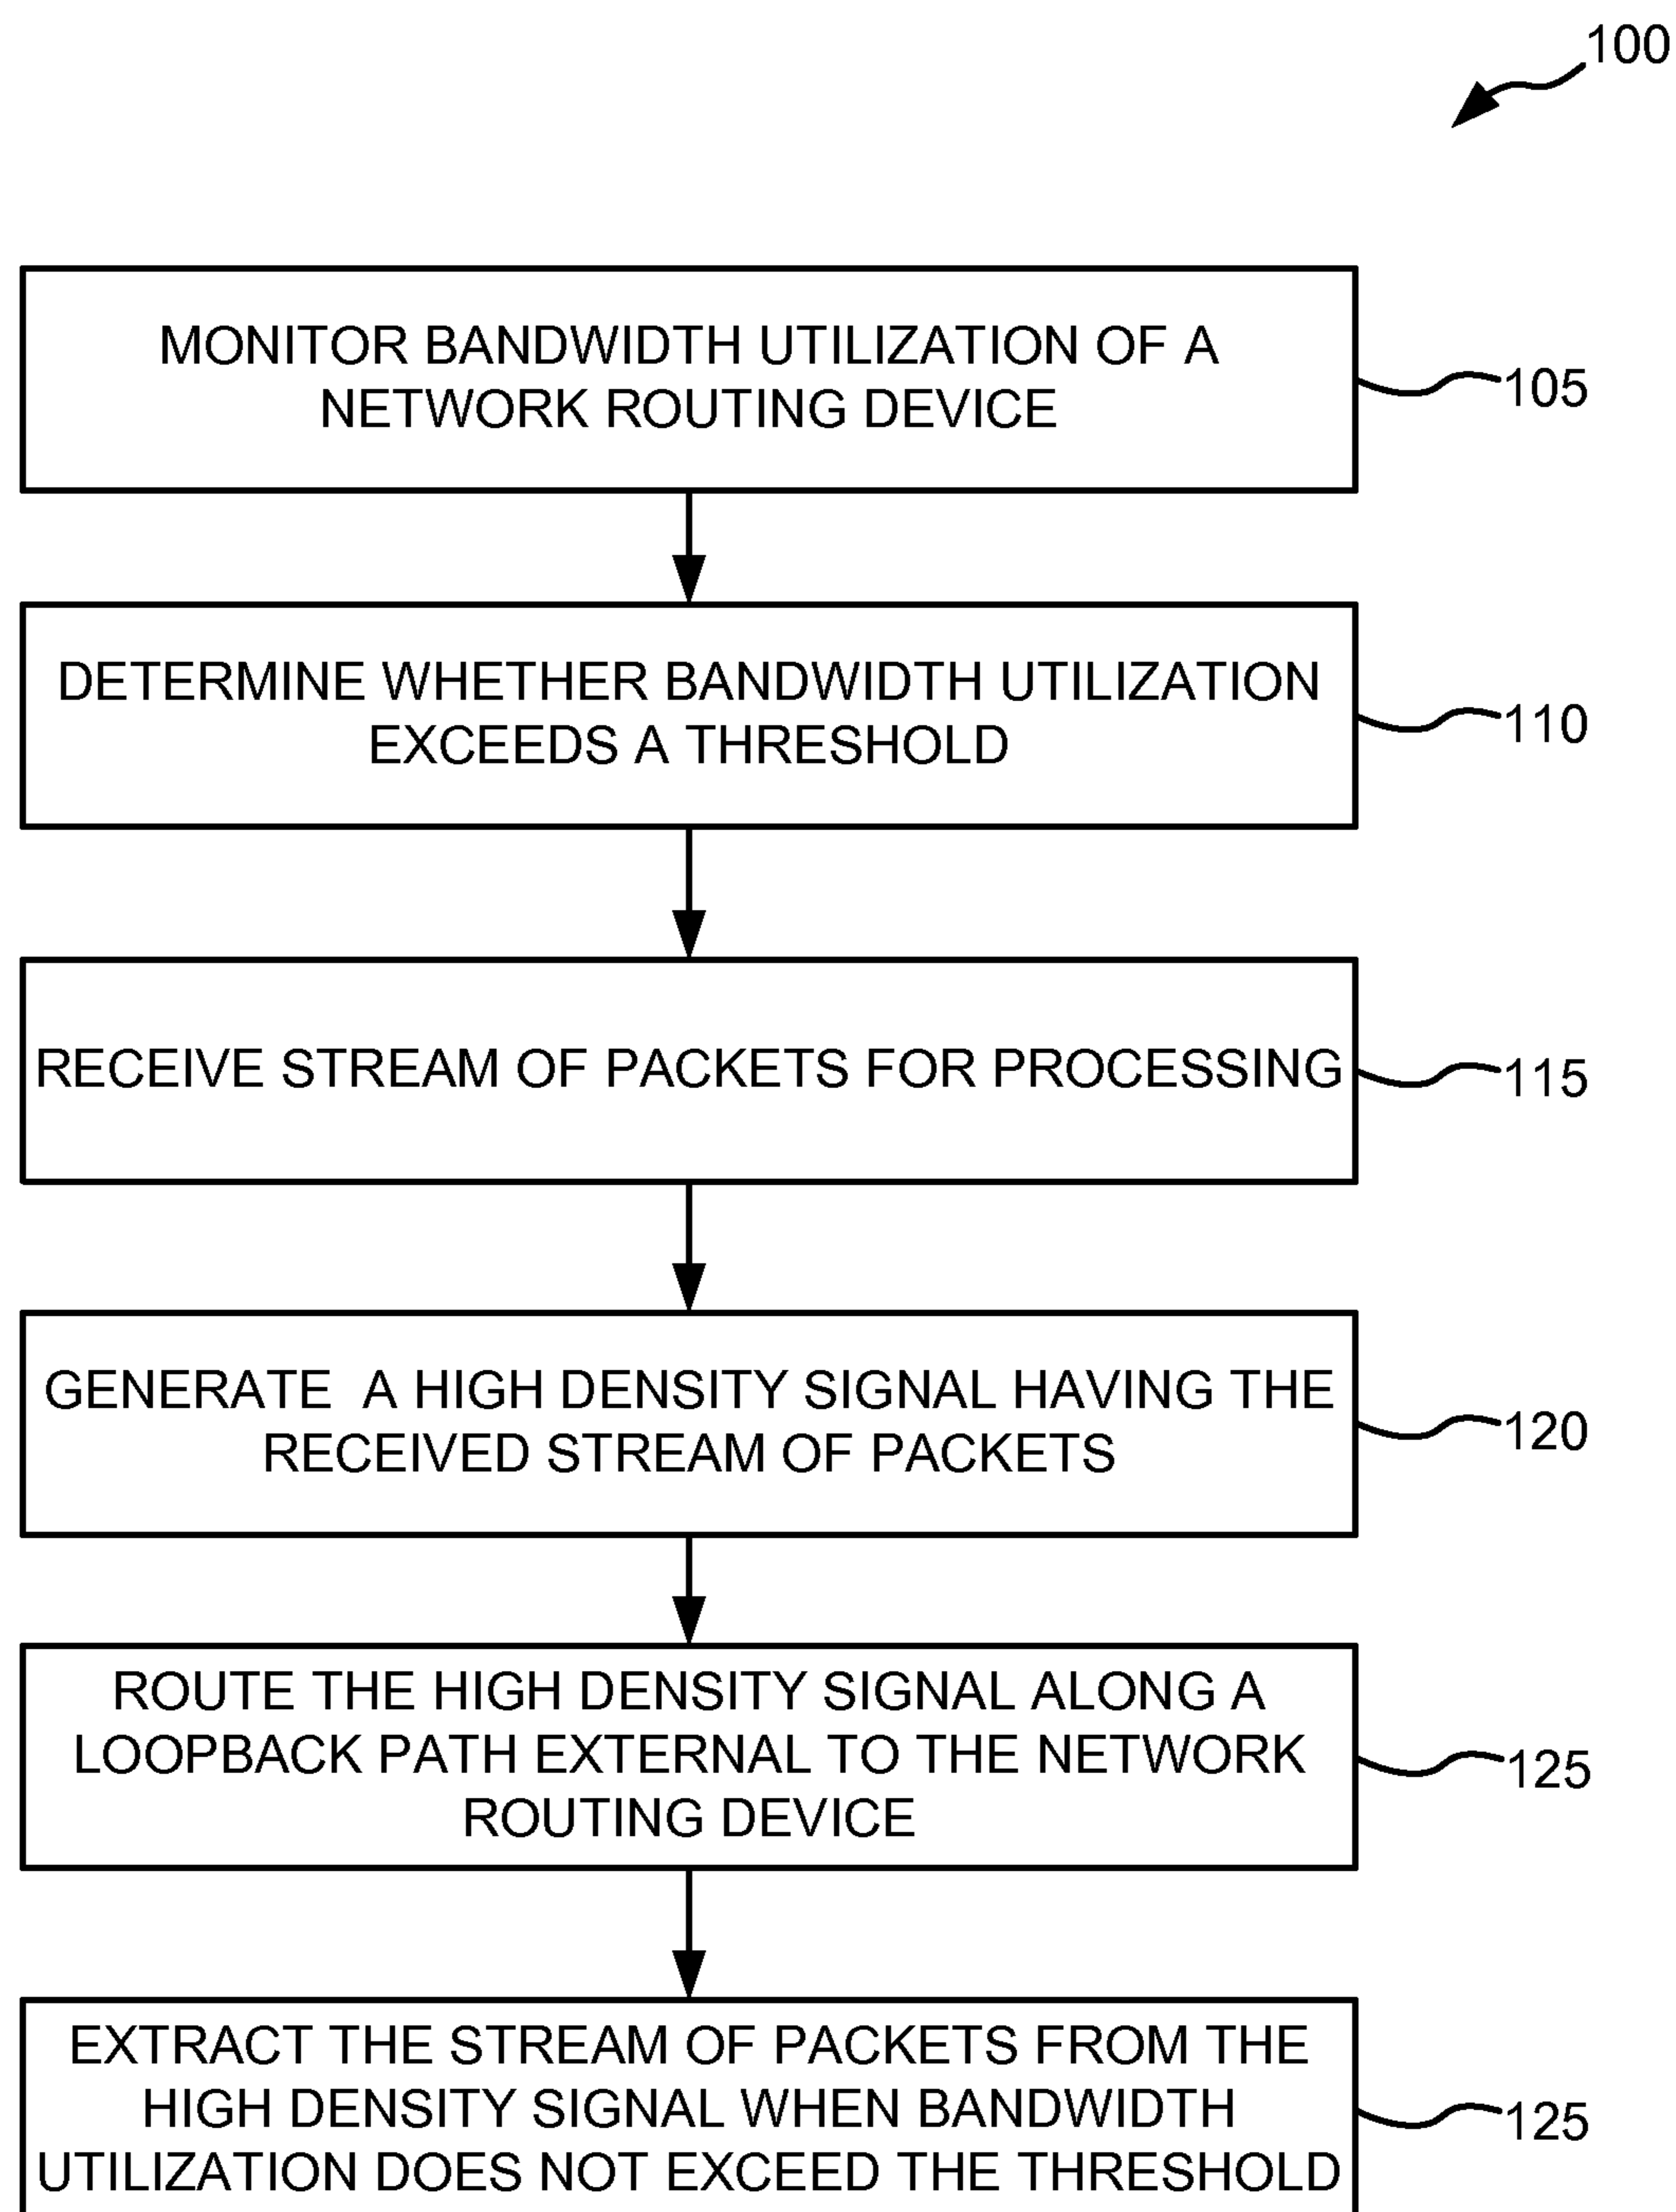 100
MONITOR BANDWIDTH UTILIZATION OF A
NETWORK ROUTING DEVICE
105
DETERMINE WHETHER BANDWIDTH UTILIZATION
EXCEEDS A THRESHOLD
110
RECEIVE STREAM OF PACKETS FOR PROCESSING
115
GENERATE A HIGH DENSITY SIGNAL HAVING THE
RECEIVED STREAM OF PACKETS
120
ROUTE THE HIGH DENSITY SIGNAL ALONG A
LOOPBACK PATH EXTERNAL TO THE NETWORK
ROUTING DEVICE
125
EXTRACT THE STREAM OF PACKETS FROM THE
HIGH DENSITY SIGNAL WHEN BANDWIDTH
UTILIZATION DOES NOT EXCEED THE THRESHOLD
125